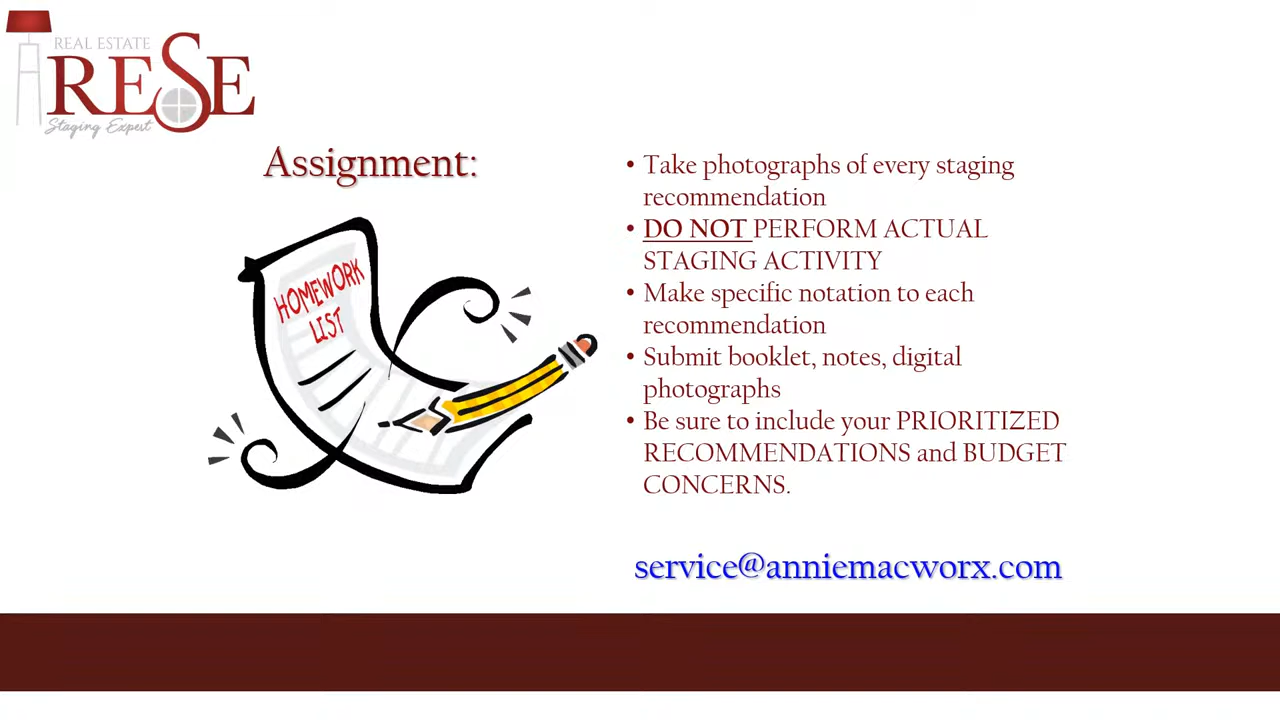 REAL ESTATE
RESE
Staging Expert
Assignment:
HOMEWORK
LIST
• Take photographs of every staging
recommendation
• DO NOT PERFORM ACTUAL
STAGING ACTIVITY
• Make specific notation to each
recommendation
• Submit booklet, notes, digital
photographs
• Be sure to include your PRIORITIZED
RECOMMENDATIONS and BUDGET
CONCERNS.
service@anniemacworx.com